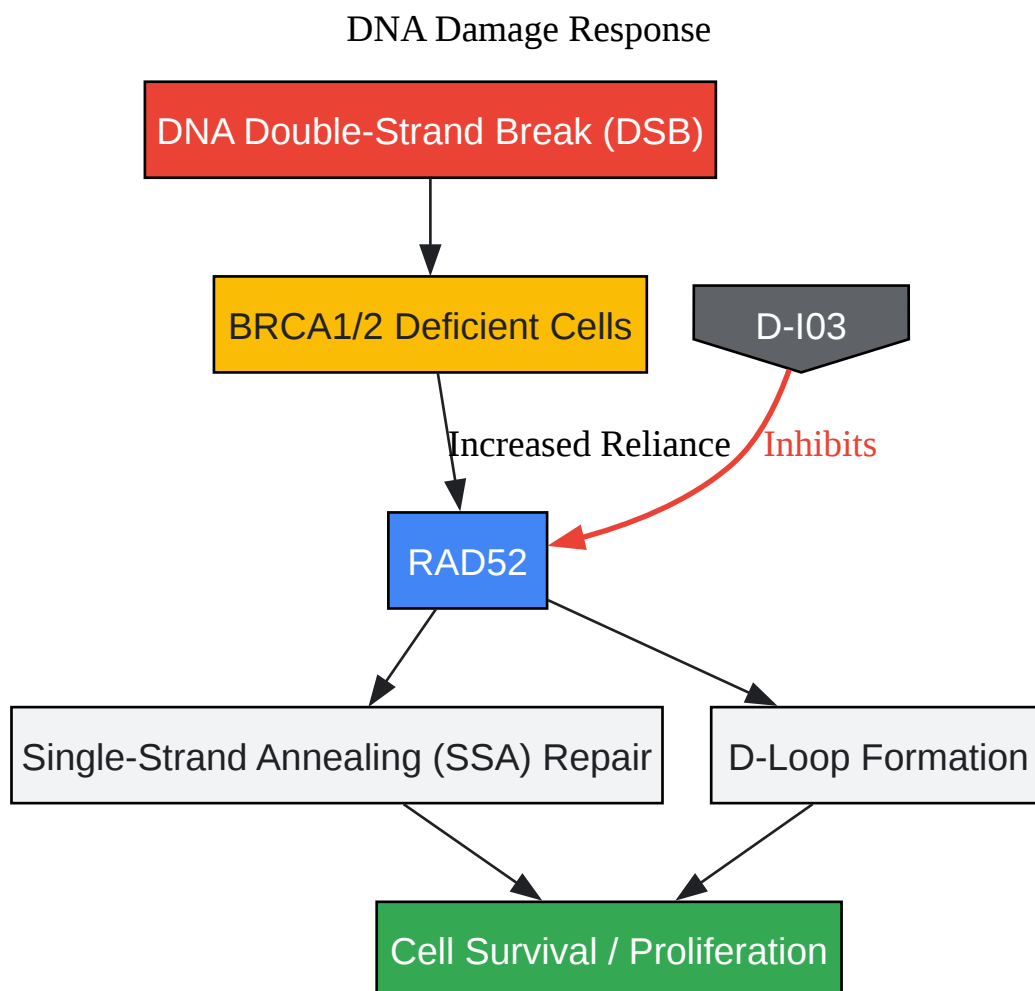 DNA Damage Response
DNA Double-Strand Break (DSB)
BRCA1/2 Deficient Cells
D-I03
Increased Reliance
Inhibits
RAD52
Single-Strand Annealing (SSA) Repair
D-Loop Formation
Cell Survival / Proliferation